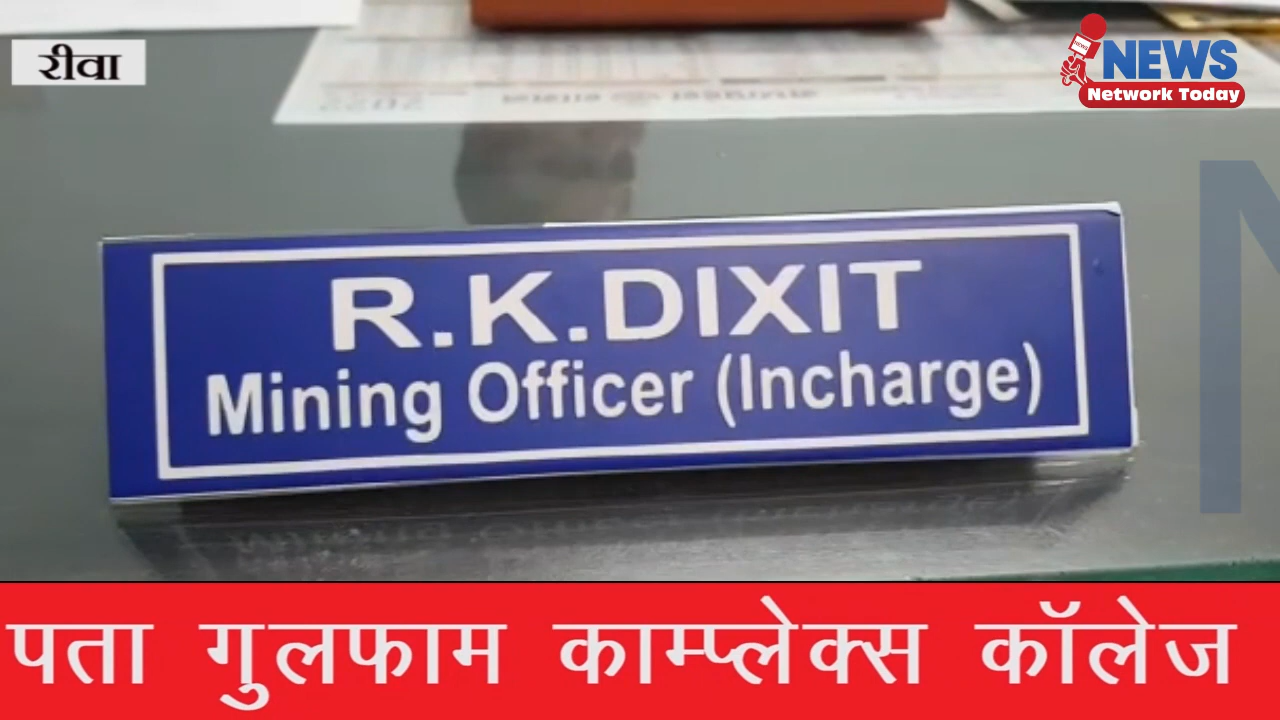 रीवा
NEWS
Network Today
R.K.DIXIT
Mining Officer (Incharge)
पता गुलफाम काम्प्लेक्स कॉलेज